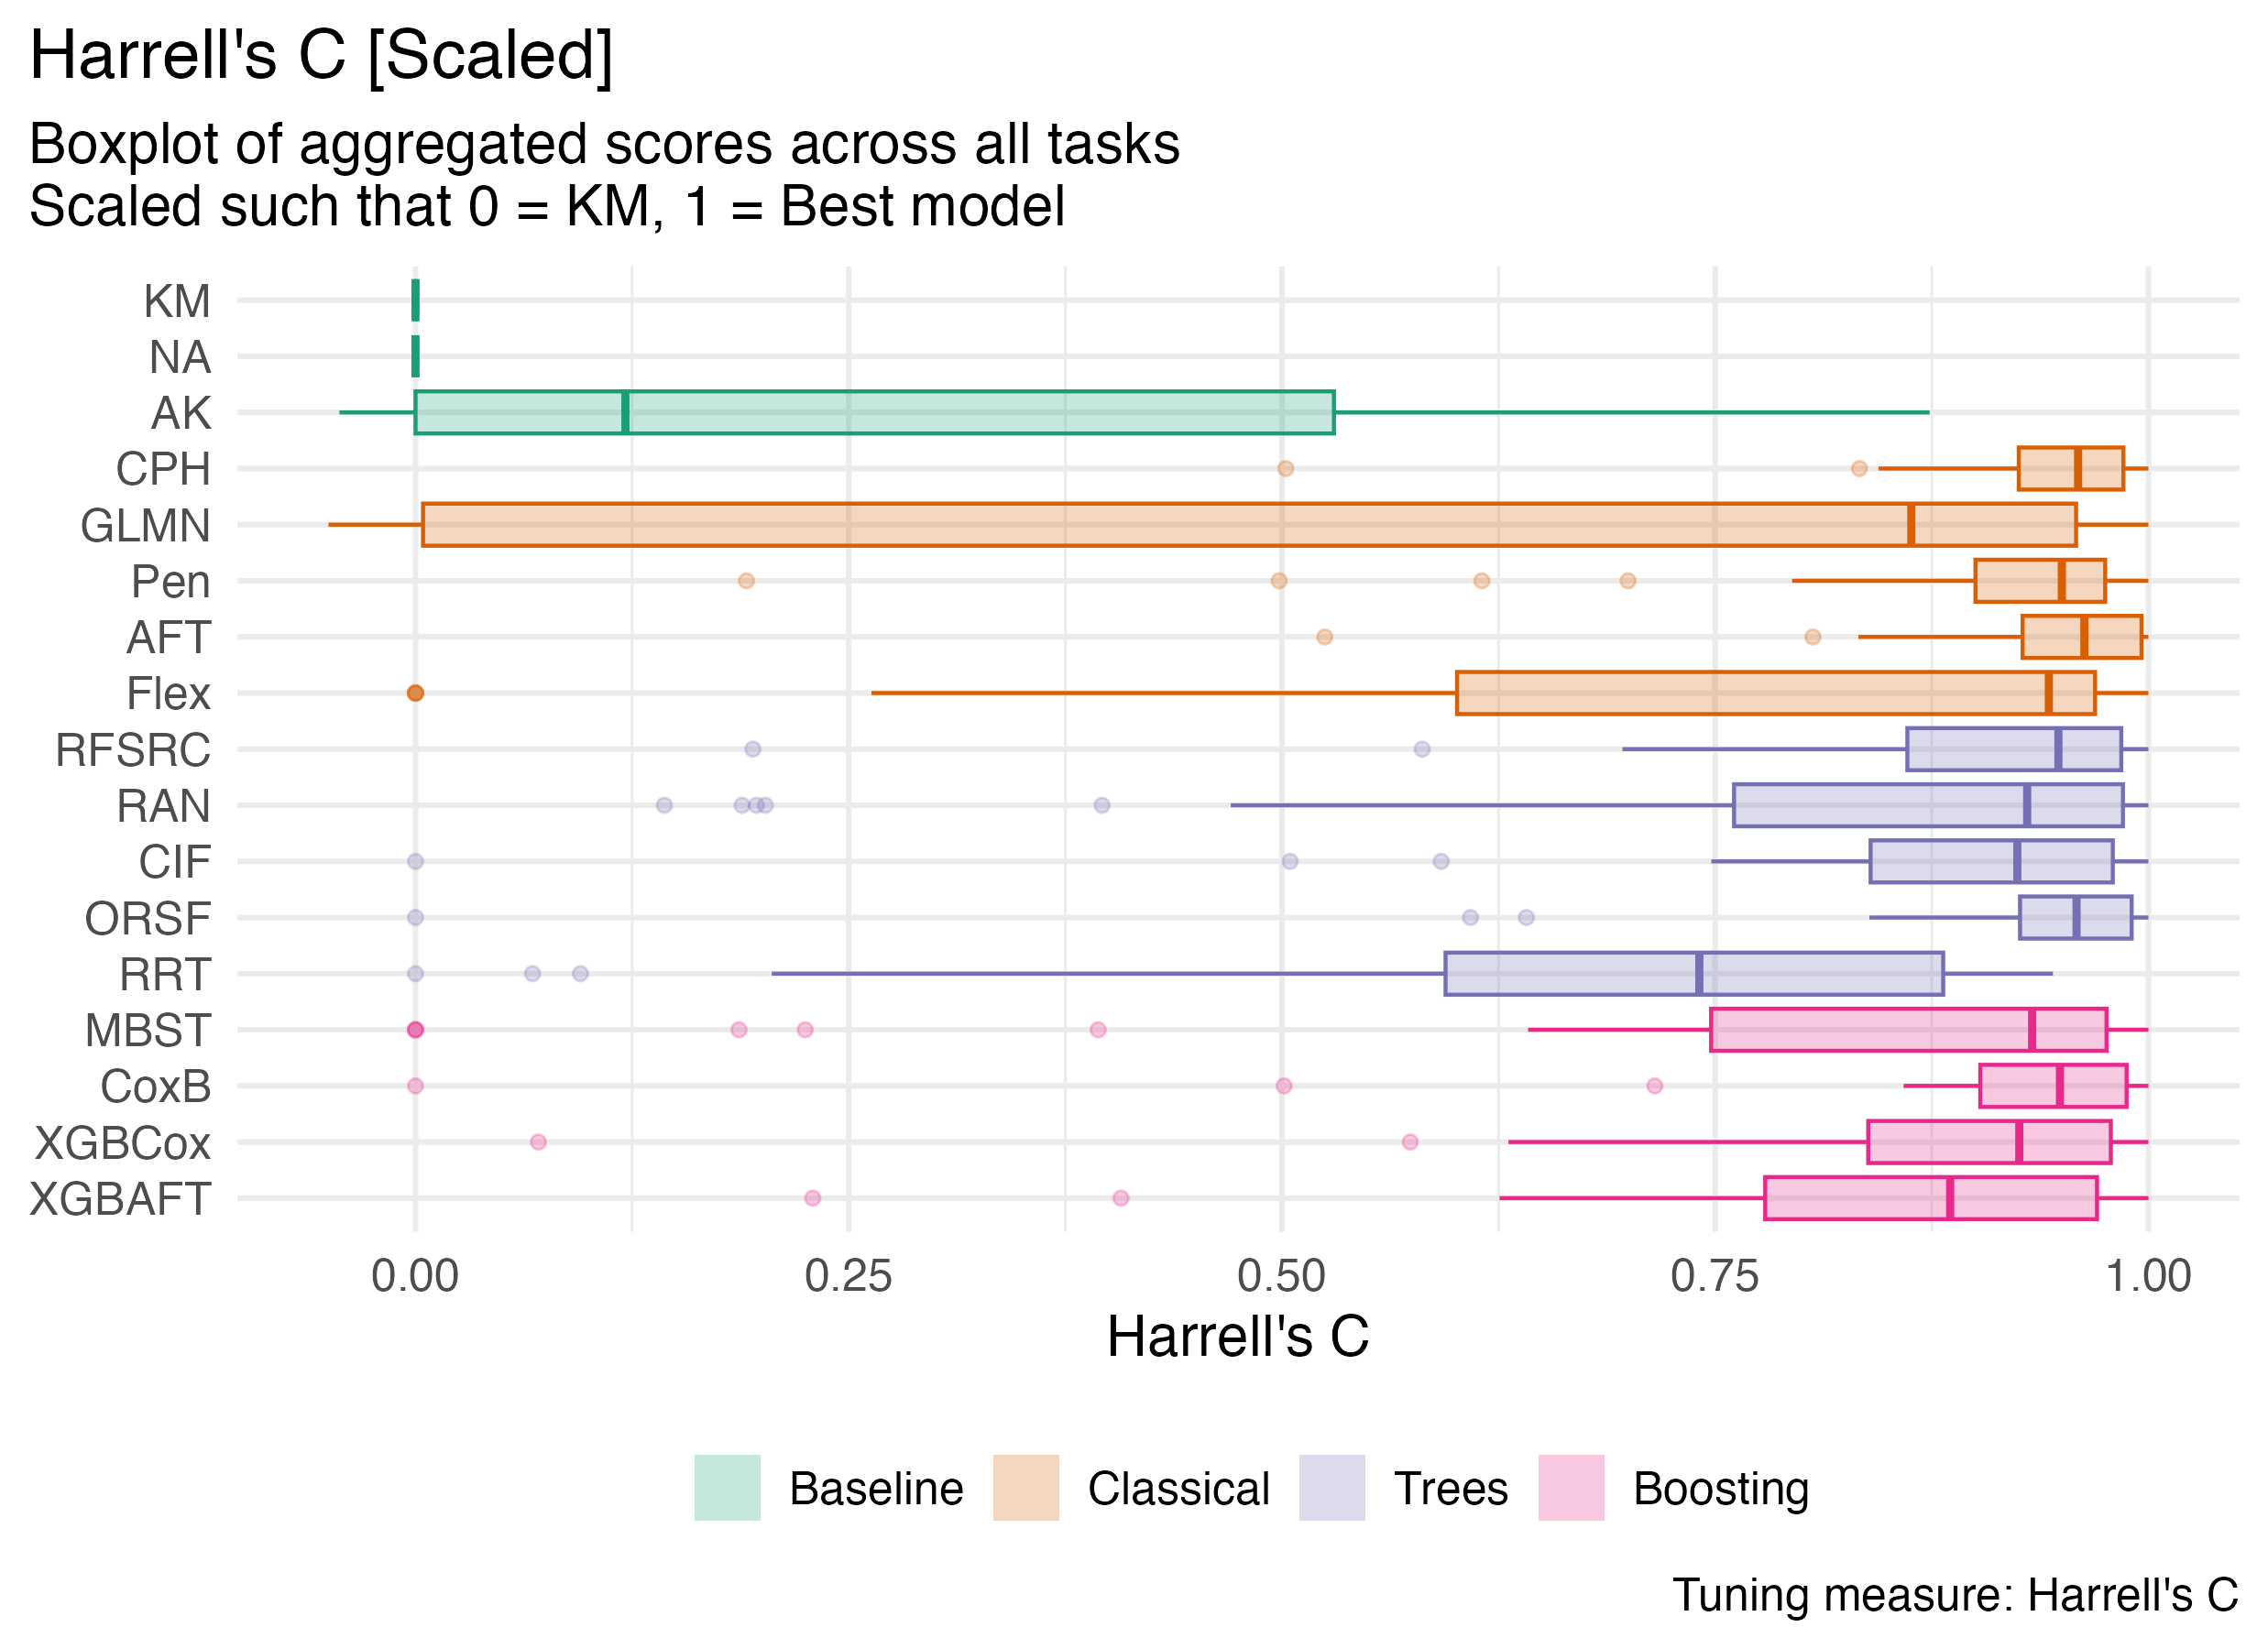 Harrell's C [Scaled]
Boxplot of aggregated scores across all tasks
Scaled such that 0 = KM, 1 = Best model
KM
NA
AK
CPH
GLMN
Pen
AFT
Flex
RFSRC
RAN
CIF
ORSF
RRT
MBST
CoxB
XGBCox
XGBAFT
0.00 0.25 0.50 0.75 1.00
Harrell's C
Baseline Classical Trees Boosting
Tuning measure: Harrell's C